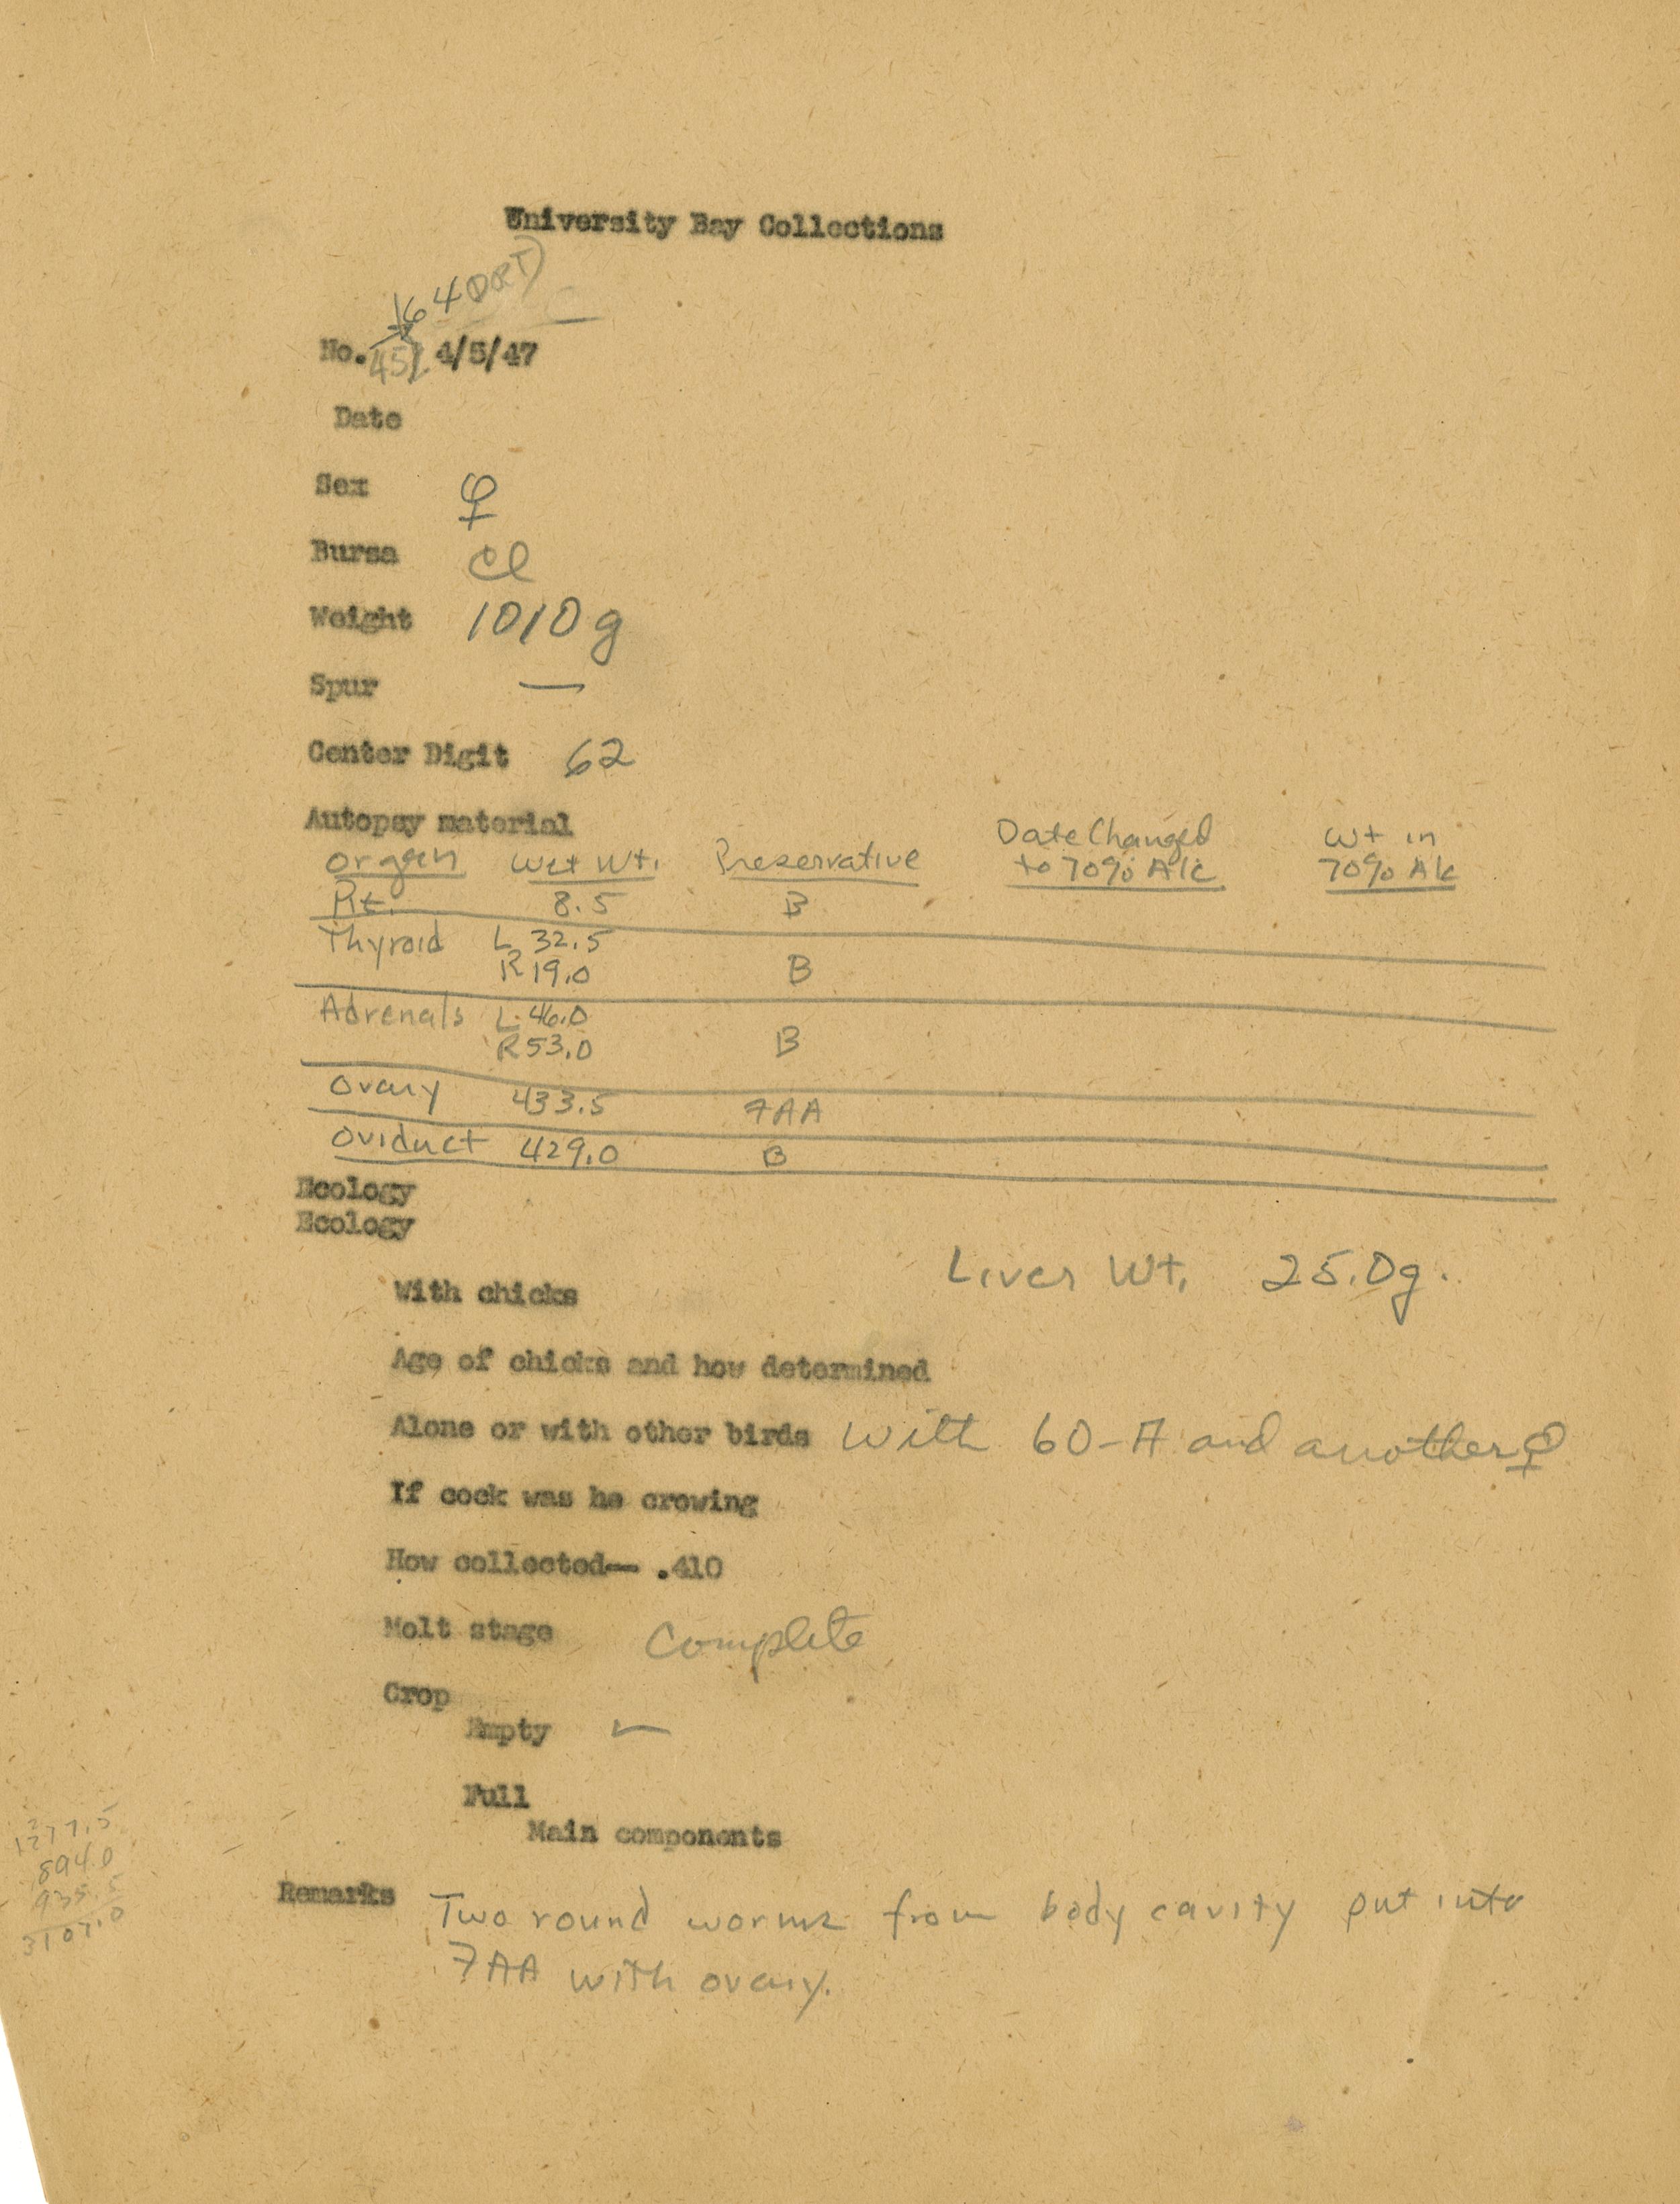 University Bay Collections
164 (DRT)
No. 451 4/5/47
Date
Sex ♀
Bursa cl
Weight 1010 g
Spur —
Center Digit 62
Autopsy material
Organ Wet Wt. Preservative Date Changed to 70% Alc Wt in 70% Alc
Pit. 8.5 B
Thyroid L 32.5
R 19.0 B
Adrenals L. 46.0
R 53.0 B
Ovary 433.5 7AA
Oviduct 429.0 B
Ecology
Ecology
Liver Wt. 25.0g.
With chicks
Age of chicks and how determined
Alone or with other birds With 60-A and another ♀
If cock was he crowing
How collected— .410
Molt stage Complete
Crop
Empty ✓
Full
Main components
1277.5
894.0
935.5
3107.0
Remarks Two round worms from body cavity put into
7AA with ovary.